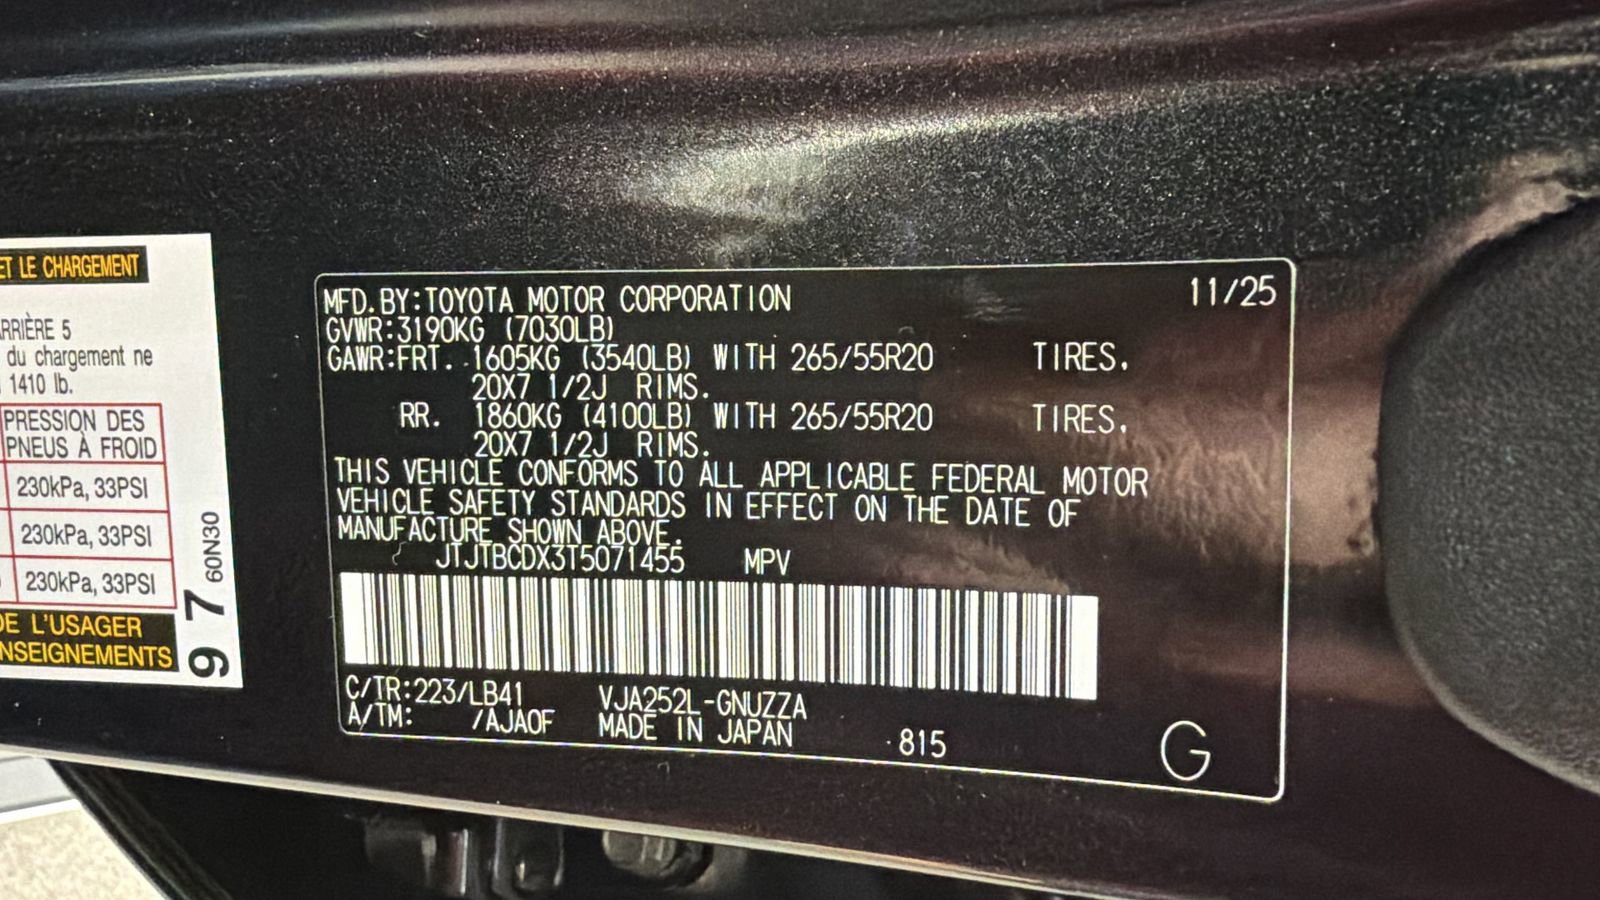 ET LE CHARGEMENT
ARRIÈRE 5
du chargement ne
1410 lb.
PRESSION DES
PNEUS À FROID
230kPa, 33PSI
230kPa, 33PSI
230kPa, 33PSI
DE L'USAGER
NSEIGNEMENTS
97 60N30
MFD.BY:TOYOTA MOTOR CORPORATION 11/25
GVWR:3190KG (7030LB)
GAWR:FRT. 1605KG (3540LB) WITH 265/55R20 TIRES.
20X7 1/2J RIMS.
RR. 1860KG (4100LB) WITH 265/55R20 TIRES.
20X7 1/2J RIMS.
THIS VEHICLE CONFORMS TO ALL APPLICABLE FEDERAL MOTOR
VEHICLE SAFETY STANDARDS IN EFFECT ON THE DATE OF
MANUFACTURE SHOWN ABOVE.
JTJTBCDX3T5071455 MPV
C/TR:223/LB41 VJA252L-GNUZZA
A/TM: /AJA0F MADE IN JAPAN 815 G